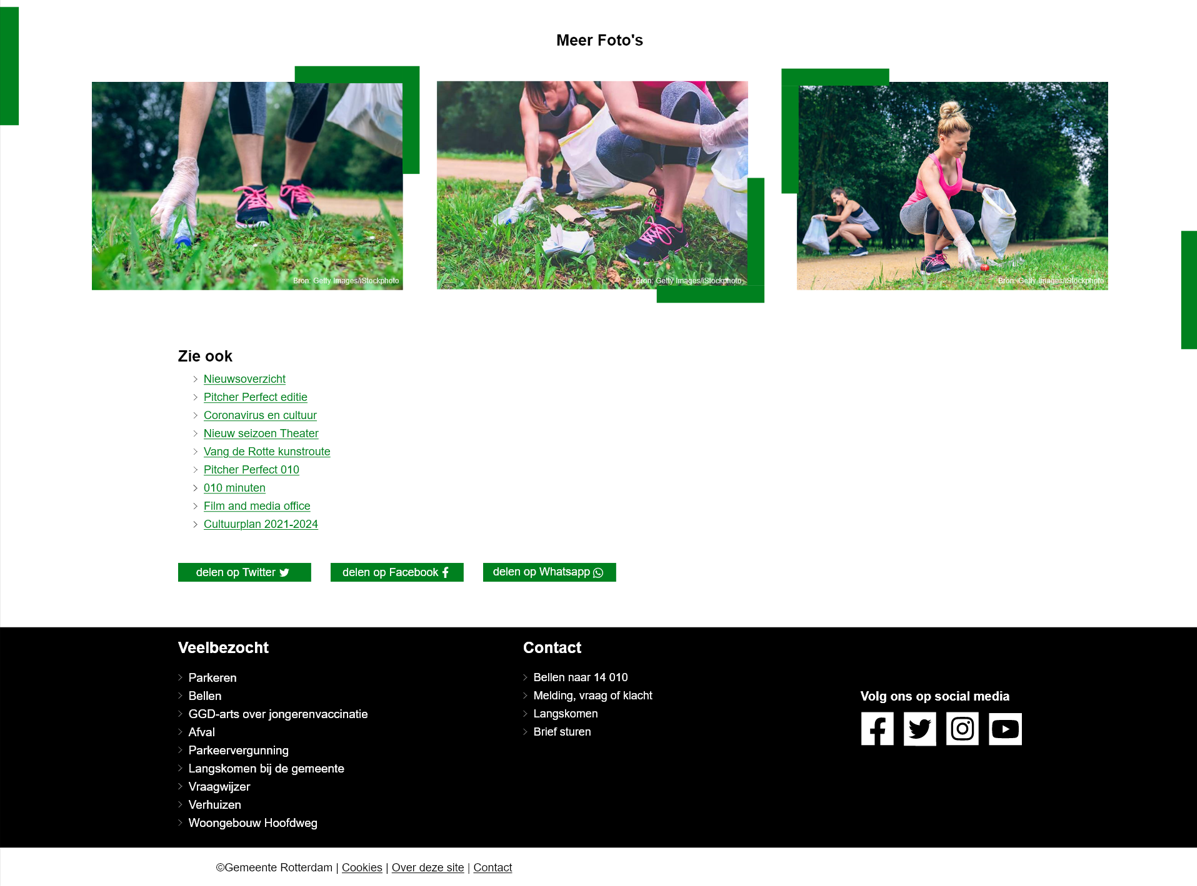 Meer Foto's
Bron: Getty Images/iStockphoto
Bron: Getty Images/iStockphoto
Bron: Getty Images/iStockphoto
Zie ook
Nieuwsoverzicht
Pitcher Perfect editie
Coronavirus en cultuur
Nieuw seizoen Theater
Vang de Rotte kunstroute
Pitcher Perfect 010
010 minuten
Film and media office
Cultuurplan 2021-2024
delen op Twitter
delen op Facebook
delen op Whatsapp
Veelbezocht
Parkeren
Bellen
GGD-arts over jongerenvaccinatie
Afval
Parkeervergunning
Langskomen bij de gemeente
Vraagwijzer
Verhuizen
Woongebouw Hoofdweg
Contact
Bellen naar 14 010
Melding, vraag of klacht
Langskomen
Brief sturen
Volg ons op social media
©Gemeente Rotterdam | Cookies | Over deze site | Contact